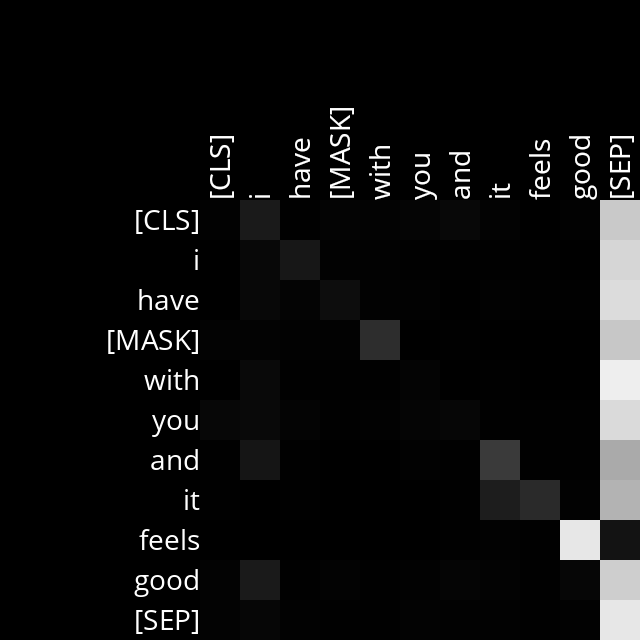 [CLS]
i
have
[MASK]
with
you
and
it
feels
good
[SEP]
[CLS]
i
have
[MASK]
with
you
and
it
feels
good
[SEP]